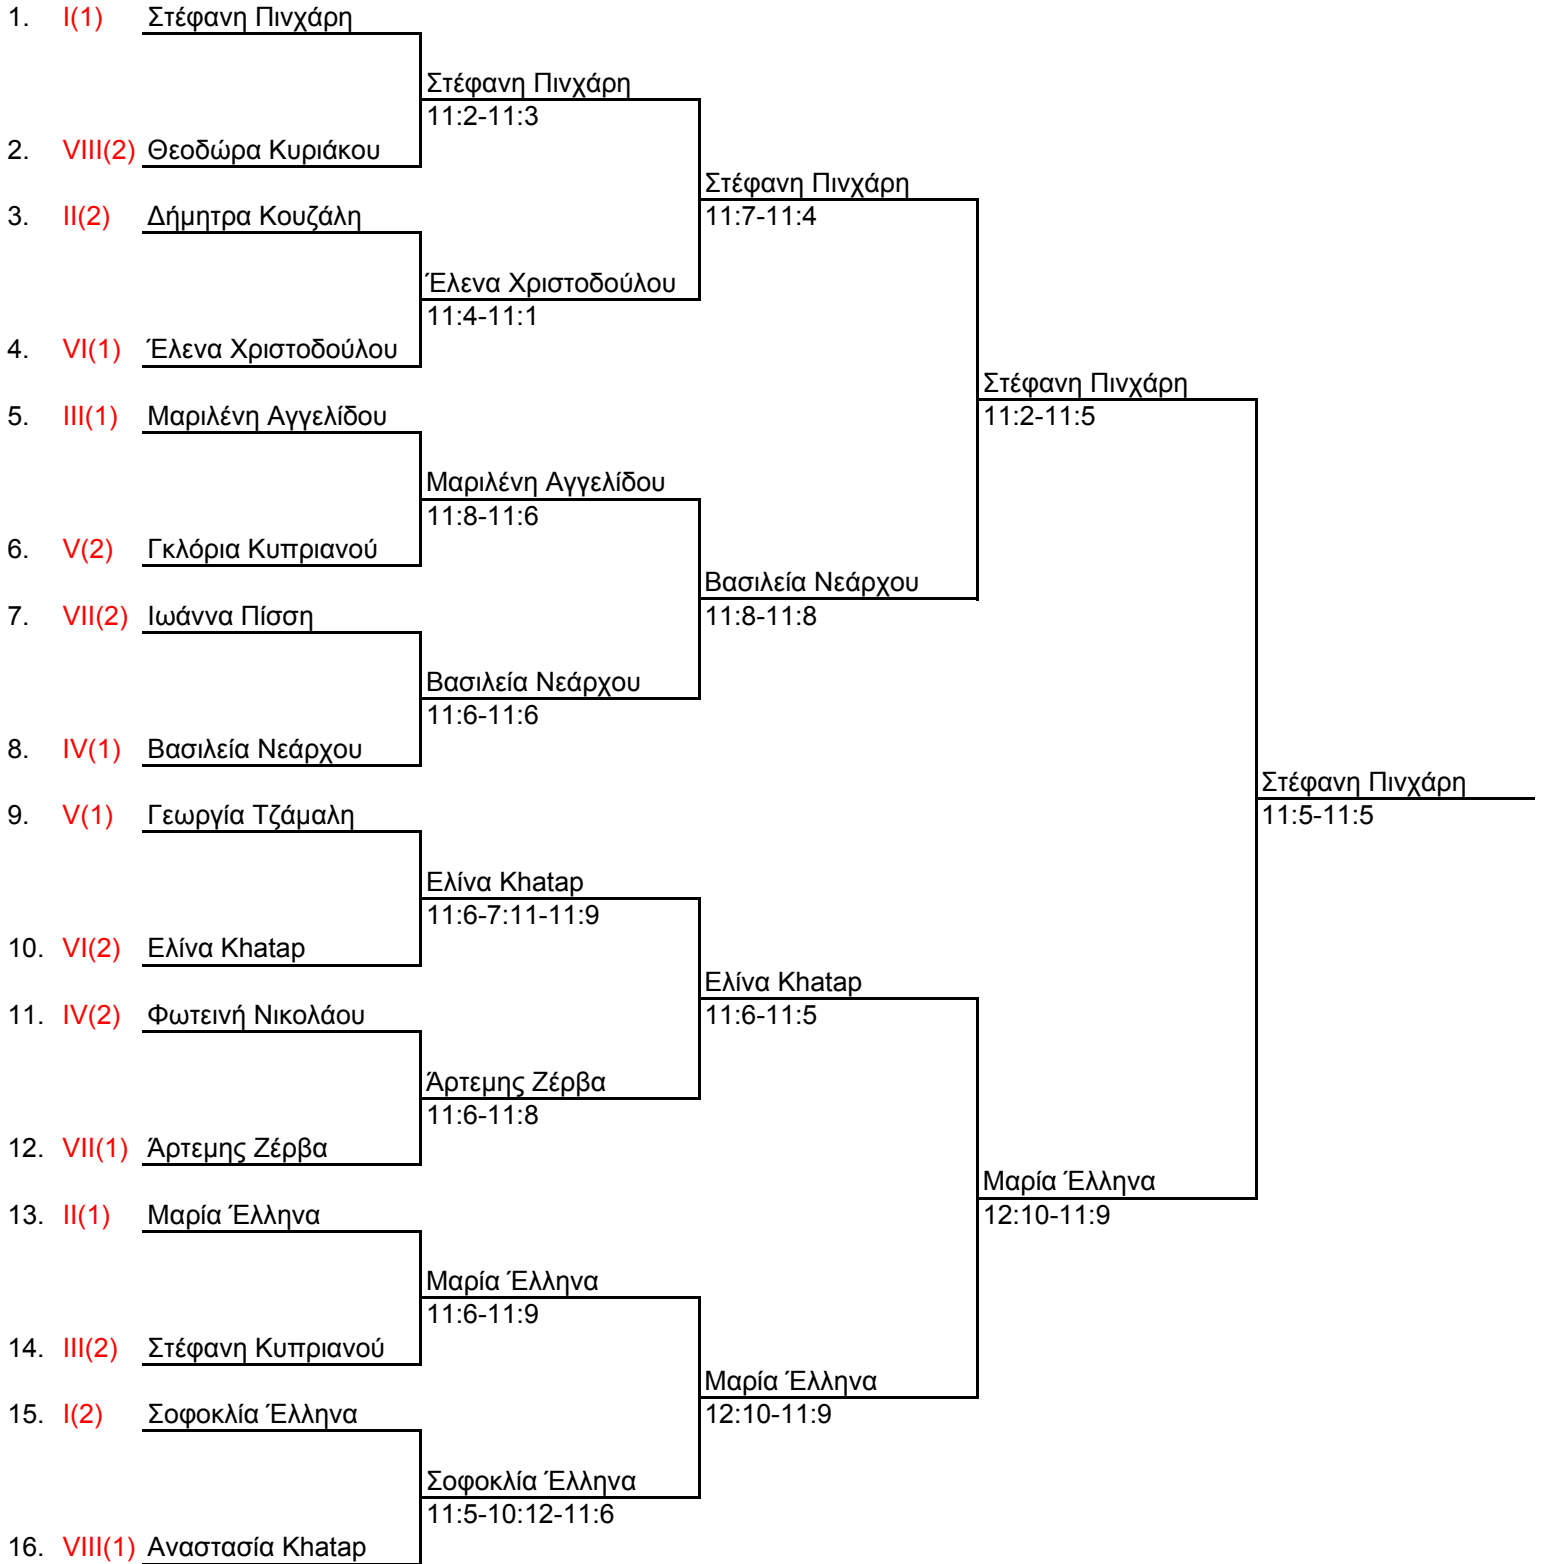 1. I(1) Στέφανη Πινχάρη
Στέφανη Πινχάρη
11:2-11:3
2. VIII(2) Θεοδώρα Κυριάκου
Στέφανη Πινχάρη
11:7-11:4
3. II(2) Δήμητρα Κουζάλη
Έλενα Χριστοδούλου
11:4-11:1
4. VI(1) Έλενα Χριστοδούλου
Στέφανη Πινχάρη
11:2-11:5
5. III(1) Μαριλένη Αγγελίδου
Μαριλένη Αγγελίδου
11:8-11:6
6. V(2) Γκλόρια Κυπριανού
Βασιλεία Νεάρχου
11:8-11:8
7. VII(2) Ιωάννα Πίσση
Βασιλεία Νεάρχου
11:6-11:6
8. IV(1) Βασιλεία Νεάρχου
Στέφανη Πινχάρη
11:5-11:5
9. V(1) Γεωργία Τζάμαλη
Ελίνα Khatap
11:6-7:11-11:9
10. VI(2) Ελίνα Khatap
Ελίνα Khatap
11:6-11:5
11. IV(2) Φωτεινή Νικολάου
Άρτεμης Ζέρβα
11:6-11:8
12. VII(1) Άρτεμης Ζέρβα
Μαρία Έλληνα
12:10-11:9
13. II(1) Μαρία Έλληνα
Μαρία Έλληνα
11:6-11:9
14. III(2) Στέφανη Κυπριανού
Μαρία Έλληνα
12:10-11:9
15. I(2) Σοφοκλία Έλληνα
Σοφοκλία Έλληνα
11:5-10:12-11:6
16. VIII(1) Αναστασία Khatap